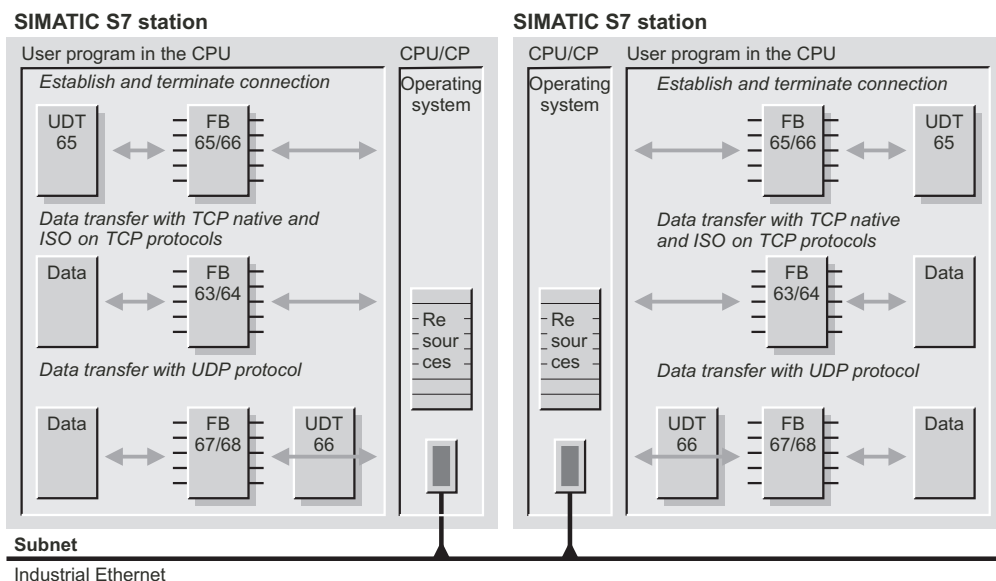 SIMATIC S7 station
User program in the CPU
Establish and terminate connection
UDT
65
FB
65/66
Data transfer with TCP native and
ISO on TCP protocols
Data
FB
63/64
Data transfer with UDP protocol
Data
FB
67/68
UDT
66
CPU/CP
Operating
system
Re
sour
ces
SIMATIC S7 station
CPU/CP
Operating
system
Re
sour
ces
User program in the CPU
Establish and terminate connection
FB
65/66
UDT
65
Data transfer with TCP native
and ISO on TCP protocols
FB
63/64
Data
Data transfer with UDP protocol
UDT
66
FB
67/68
Data
Subnet
Industrial Ethernet